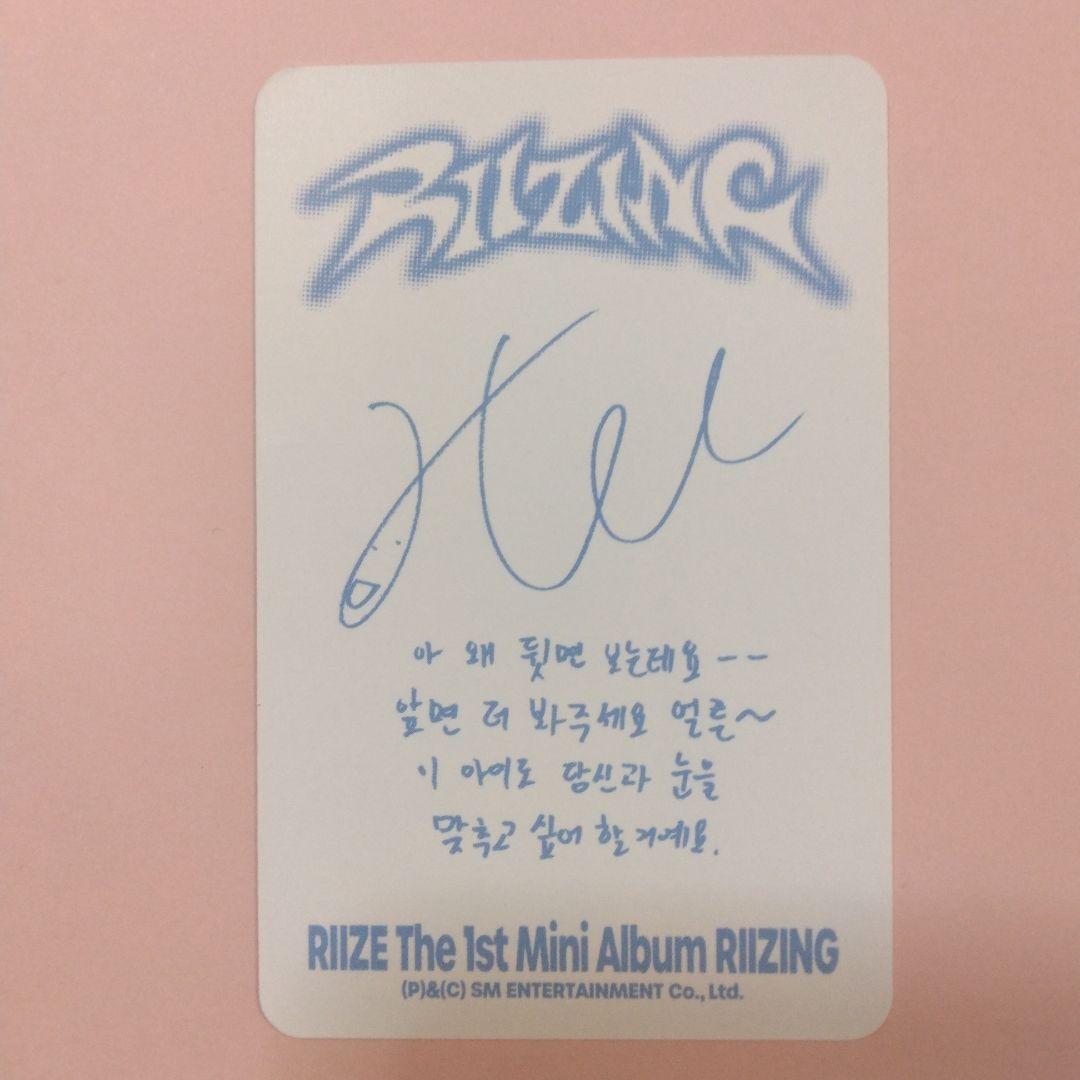 RIIZING
아 왜 뒷면 보는데요--
앞면 더 봐주세요 얼른~
이 아이도 당신과 눈을
맞추고 싶어 할 거예요.
RIIZE The 1st Mini Album RIIZING
(P)&(C) SM ENTERTAINMENT Co., Ltd.